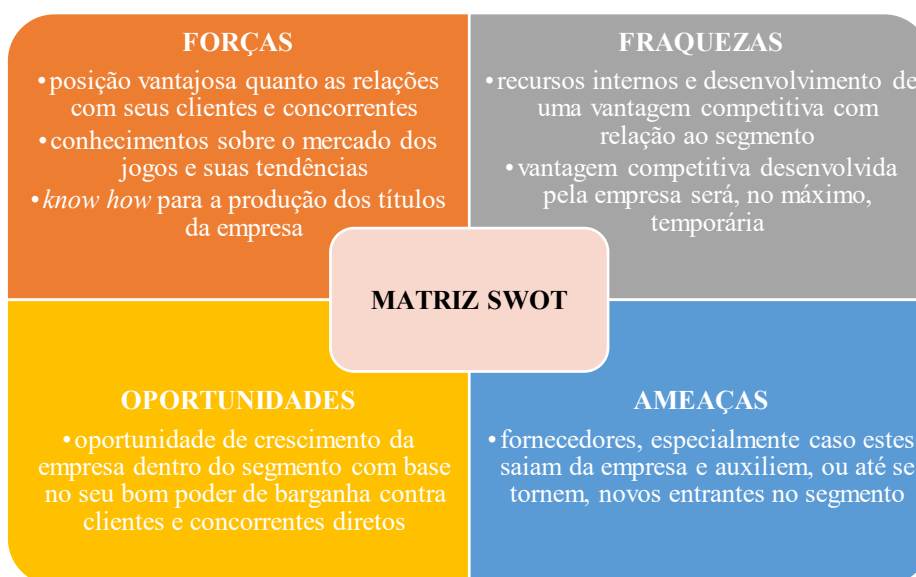 FORÇAS
•posição vantajosa quanto as relações
com seus clientes e concorrentes
•conhecimentos sobre o mercado dos
jogos e suas tendências
•know how para a produção dos títulos
da empresa
FRAQUEZAS
•recursos internos e desenvolvimento de
uma vantagem competitiva com
relação ao segmento
•vantagem competitiva desenvolvida
pela empresa será, no máximo,
temporária
MATRIZ SWOT
OPORTUNIDADES
•oportunidade de crescimento da
empresa dentro do segmento com base
no seu bom poder de barganha contra
clientes e concorrentes diretos
AMEAÇAS
•fornecedores, especialmente caso estes
saiam da empresa e auxiliem, ou até se
tornem, novos entrantes no segmento